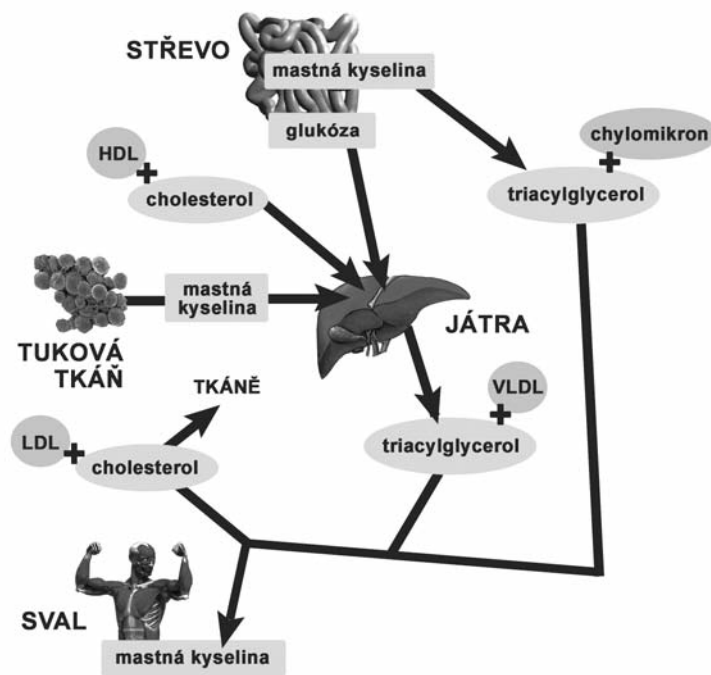 STŘEVO
mastná kyselina
glukóza
chylomikron
+
triacylglycerol
HDL
+
cholesterol
mastná
kyselina
TUKOVÁ
TKÁŇ
JÁTRA
TKÁNĚ
VLDL
+
triacylglycerol
LDL
+
cholesterol
SVAL
mastná kyselina